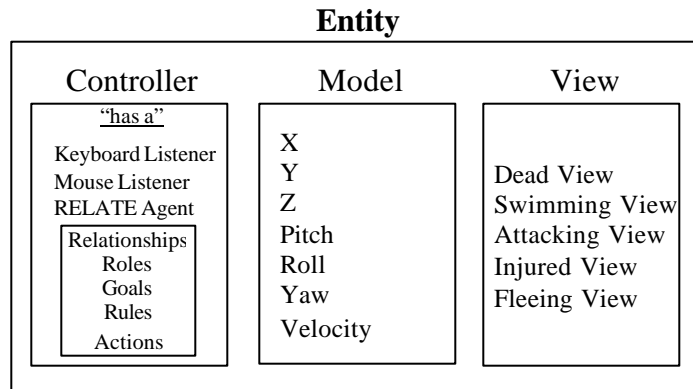 Entity
Controller
"has a"
Keyboard Listener
Mouse Listener
RELATE Agent
Relationships
Roles
Goals
Rules
Actions
Model
X
Y
Z
Pitch
Roll
Yaw
Velocity
View
Dead View
Swimming View
Attacking View
Injured View
Fleeing View